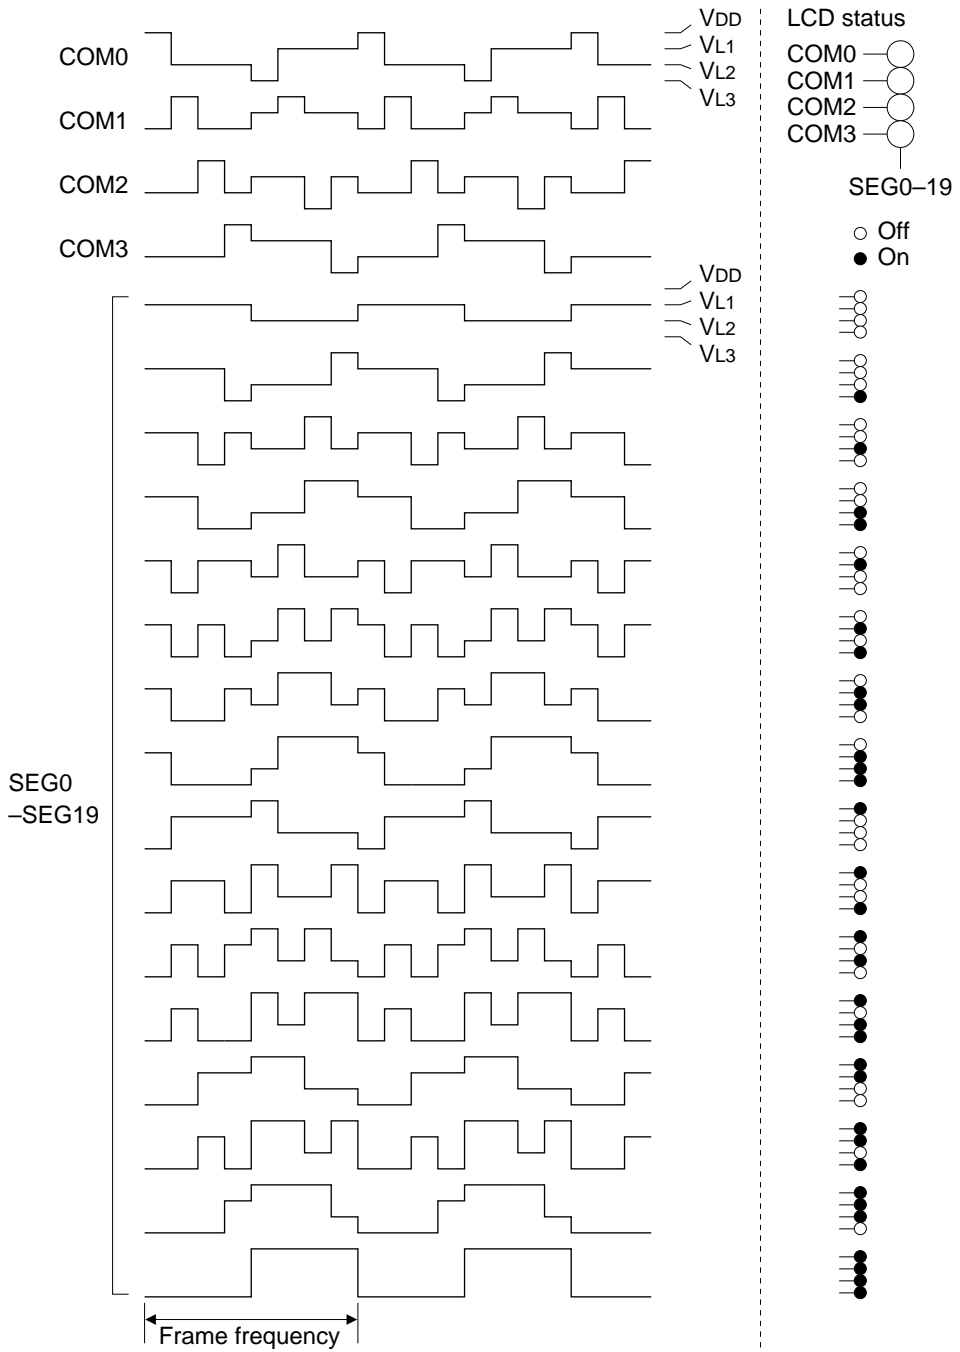 COM0
COM1
COM2
COM3
VDD
VL1
VL2
VL3
VDD
VL1
VL2
VL3
SEG0
–SEG19
Frame frequency
LCD status
COM0
COM1
COM2
COM3
SEG0–19
Off
On